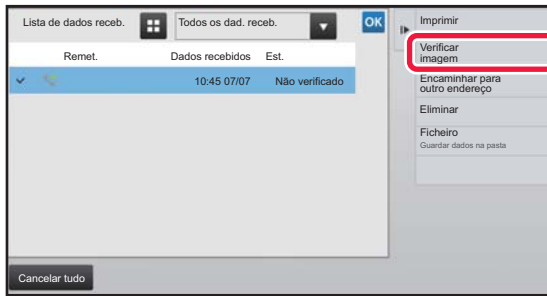 Lista de dados receb.
Todos os dad. receb.
OK
Remet.
Dados recebidos
Est.
10:45 07/07
Não verificado
Cancelar tudo
Imprimir
Verificar
imagem
Encaminhar para
outro endereço
Eliminar
Ficheiro
Guardar dados na pasta